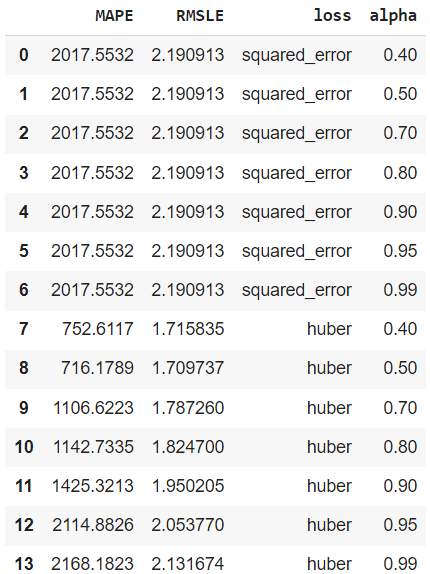 MAPE RMSLE loss alpha
0 2017.5532 2.190913 squared_error 0.40
1 2017.5532 2.190913 squared_error 0.50
2 2017.5532 2.190913 squared_error 0.70
3 2017.5532 2.190913 squared_error 0.80
4 2017.5532 2.190913 squared_error 0.90
5 2017.5532 2.190913 squared_error 0.95
6 2017.5532 2.190913 squared_error 0.99
7 752.6117 1.715835 huber 0.40
8 716.1789 1.709737 huber 0.50
9 1106.6223 1.787260 huber 0.70
10 1142.7335 1.824700 huber 0.80
11 1425.3213 1.950205 huber 0.90
12 2114.8826 2.053770 huber 0.95
13 2168.1823 2.131674 huber 0.99